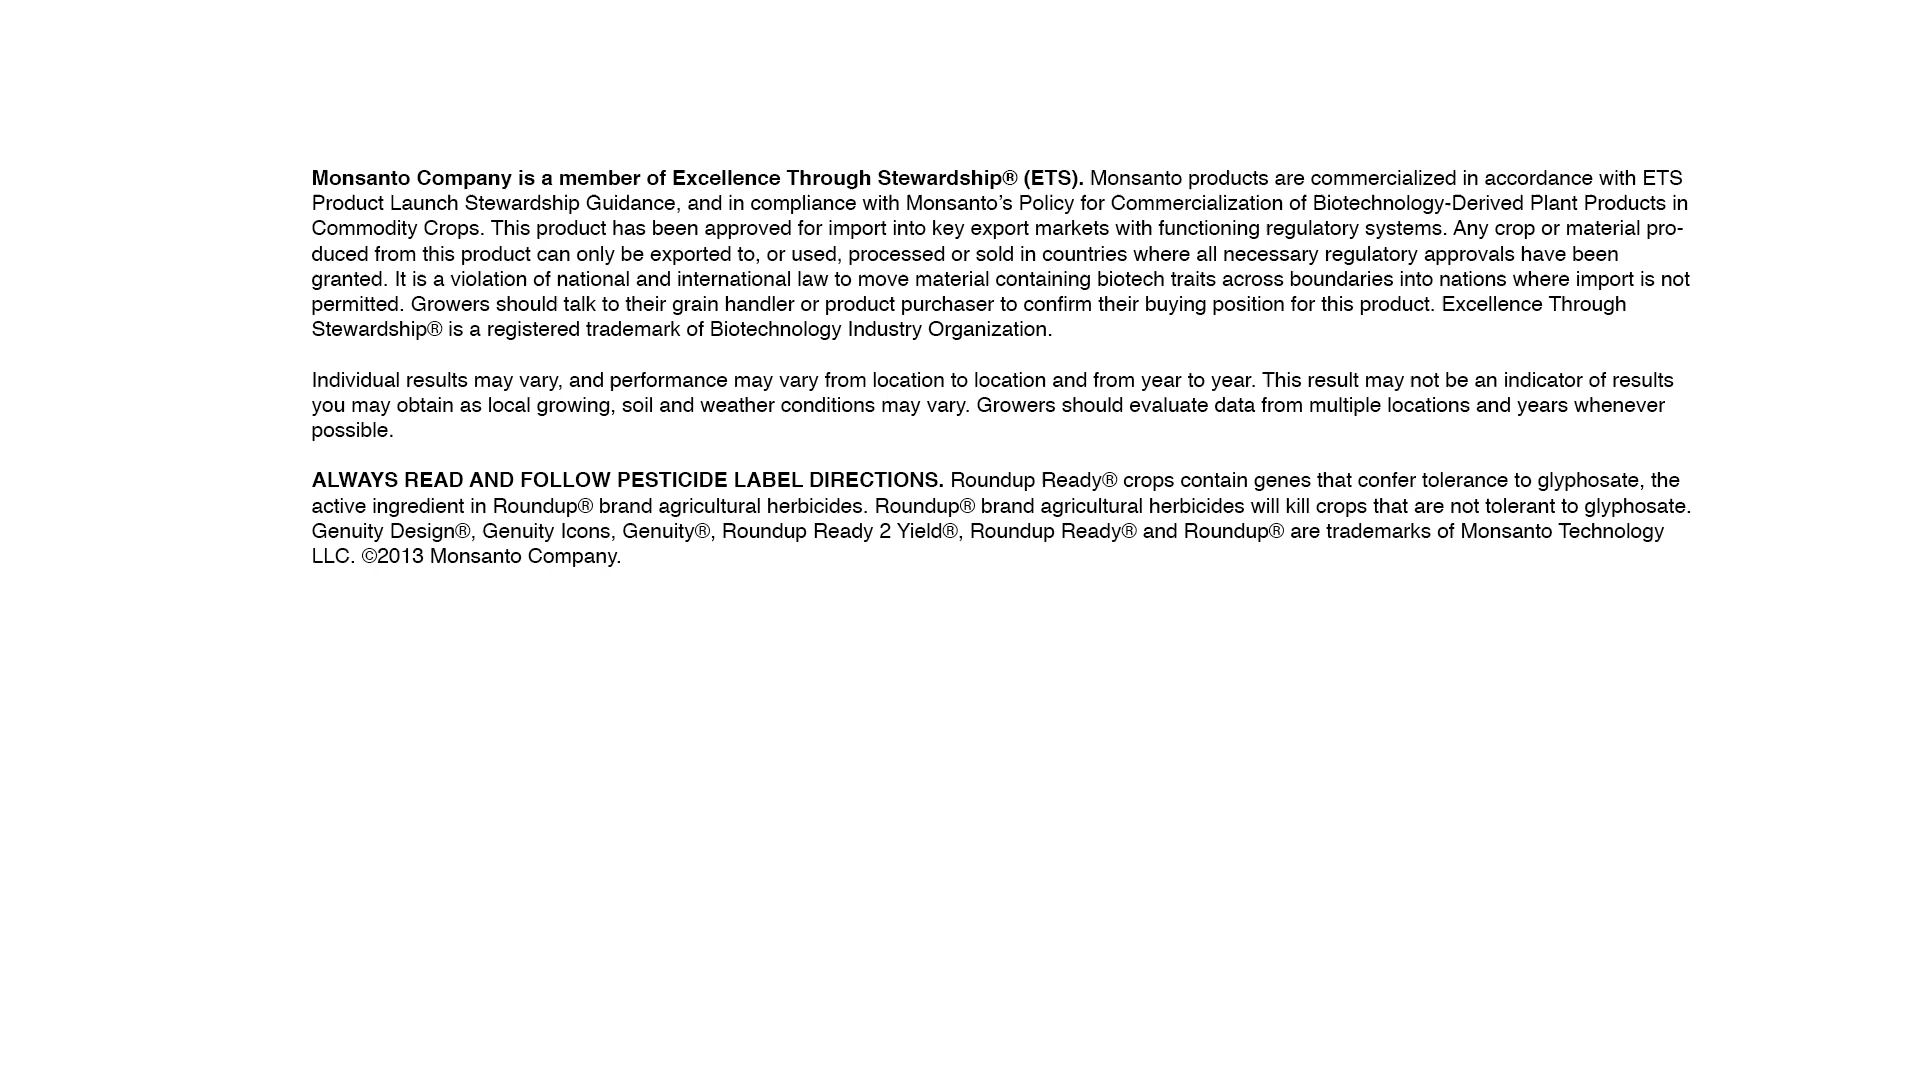 Monsanto Company is a member of Excellence Through Stewardship® (ETS). Monsanto products are commercialized in accordance with ETS
Product Launch Stewardship Guidance, and in compliance with Monsanto’s Policy for Commercialization of Biotechnology-Derived Plant Products in
Commodity Crops. This product has been approved for import into key export markets with functioning regulatory systems. Any crop or material pro-
duced from this product can only be exported to, or used, processed or sold in countries where all necessary regulatory approvals have been
granted. It is a violation of national and international law to move material containing biotech traits across boundaries into nations where import is not
permitted. Growers should talk to their grain handler or product purchaser to confirm their buying position for this product. Excellence Through
Stewardship® is a registered trademark of Biotechnology Industry Organization.
Individual results may vary, and performance may vary from location to location and from year to year. This result may not be an indicator of results
you may obtain as local growing, soil and weather conditions may vary. Growers should evaluate data from multiple locations and years whenever
possible.
ALWAYS READ AND FOLLOW PESTICIDE LABEL DIRECTIONS. Roundup Ready® crops contain genes that confer tolerance to glyphosate, the
active ingredient in Roundup® brand agricultural herbicides. Roundup® brand agricultural herbicides will kill crops that are not tolerant to glyphosate.
Genuity Design®, Genuity Icons, Genuity®, Roundup Ready 2 Yield®, Roundup Ready® and Roundup® are trademarks of Monsanto Technology
LLC. ©2013 Monsanto Company.